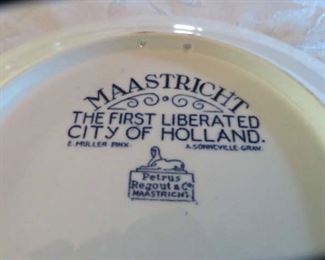 MAASTRICHT
THE FIRST LIBERATED
CITY OF HOLLAND.
E. MULLER-PINX. A. SONNEVILLE-GRAV.
Petrus
Regout & Co
MAASTRICHT